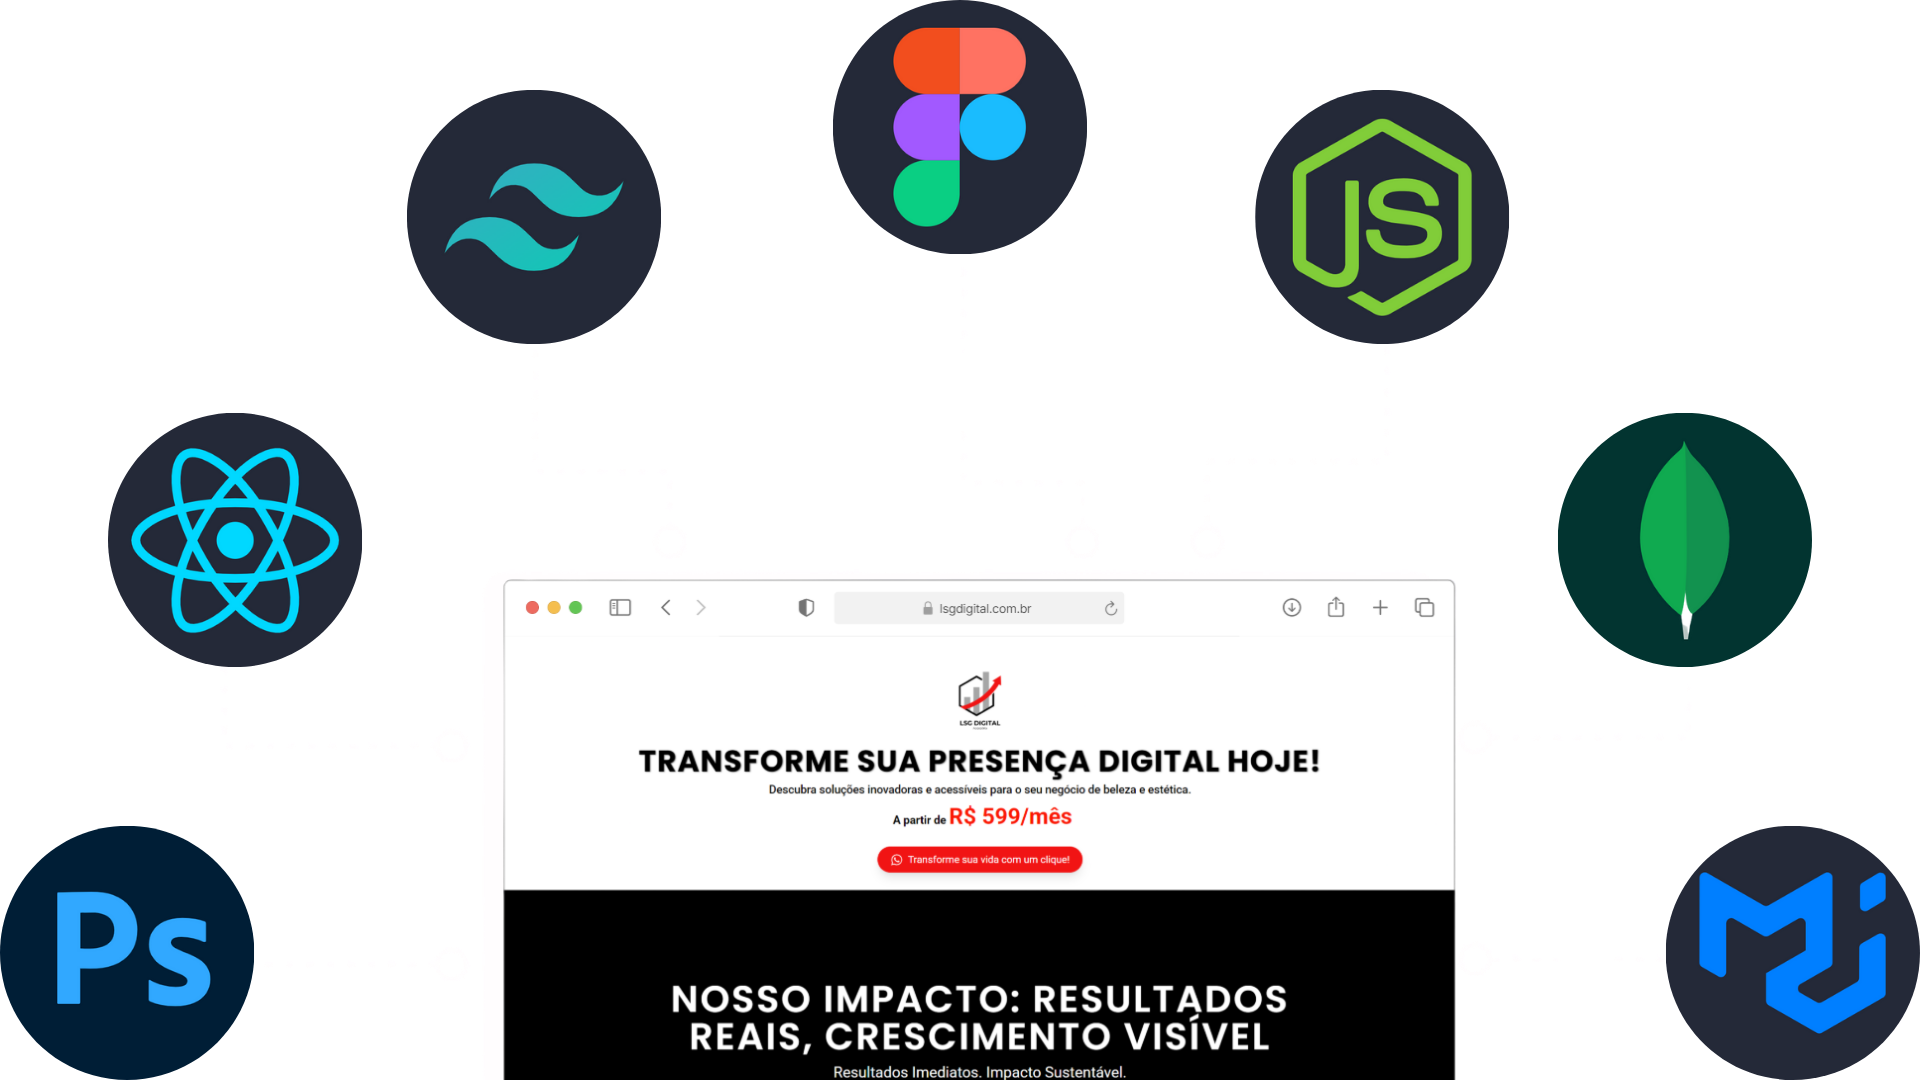 JS
lsgdigital.com.br
LSG DIGITAL
TRANSFORME SUA PRESENÇA DIGITAL HOJE!
Descubra soluções inovadoras e acessíveis para o seu negócio de beleza e estética.
A partir de R$ 599/mês
Transforme sua vida com um clique!
Ps
NOSSO IMPACTO: RESULTADOS
REAIS, CRESCIMENTO VISÍVEL
Resultados Imediatos. Impacto Sustentável.